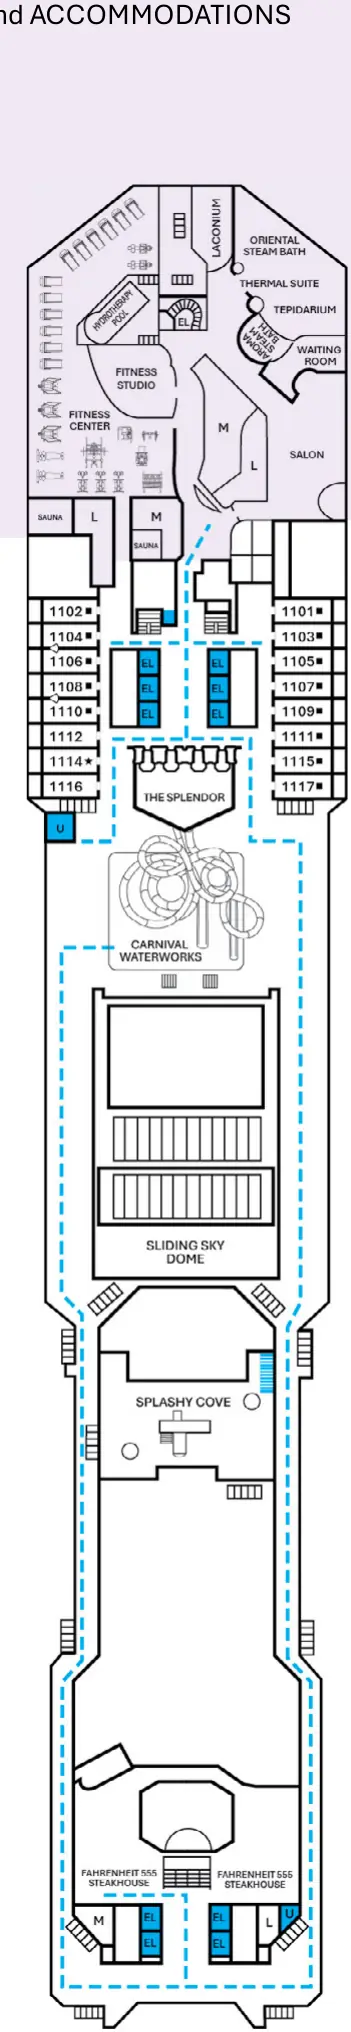 nd ACCOMMODATIONS
LACONIUM
ORIENTAL
STEAM BATH
THERMAL SUITE
TEPIDARIUM
HYDROTHERAPY
POOL
EL
AROMA
STEAM
BATH
WAITING
ROOM
FITNESS
STUDIO
FITNESS
CENTER
M
L
SALON
SAUNA
L
M
SAUNA
1102
1101
1104
1103
1106
EL
EL
1105
1108
EL
EL
1107
1110
EL
EL
1109
1112
1111
1114
1115
1116
1117
THE SPLENDOR
U
CARNIVAL
WATERWORKS
SLIDING SKY
DOME
SPLASHY COVE
FAHRENHEIT 555
STEAKHOUSE
FAHRENHEIT 555
STEAKHOUSE
M
EL
EL
L
U
EL
EL